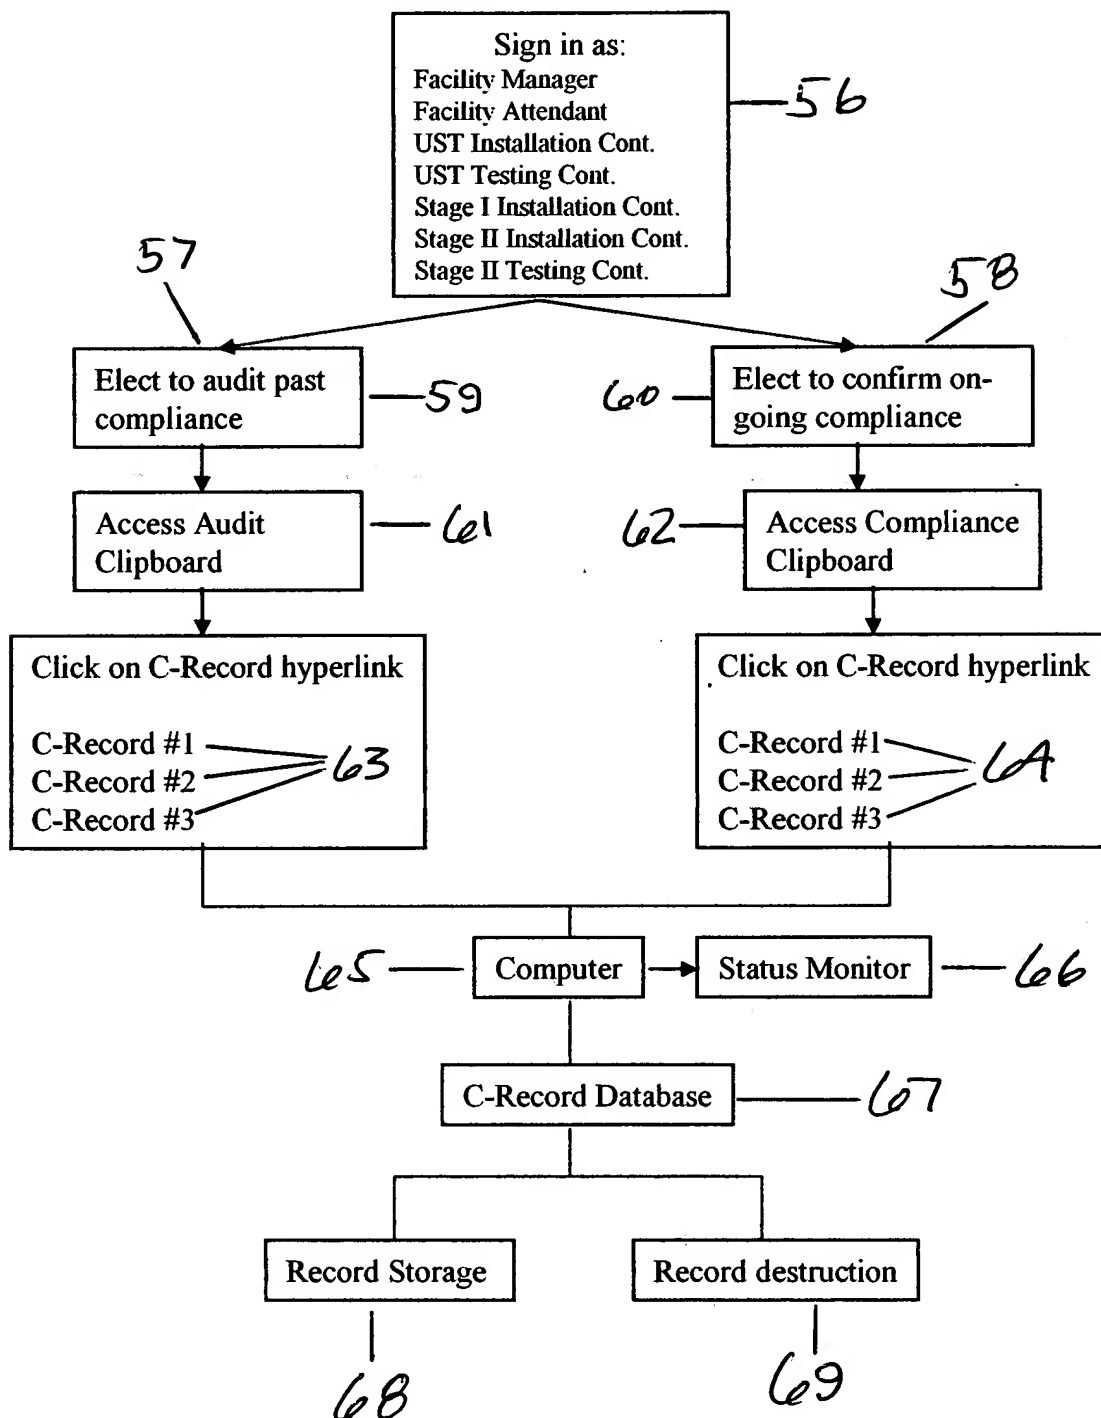 Sign in as:
Facility Manager
Facility Attendant
UST Installation Cont.
UST Testing Cont.
Stage I Installation Cont.
Stage II Installation Cont.
Stage II Testing Cont.
56
57
58
Elect to audit past
compliance
59
60
Elect to confirm on-
going compliance
Access Audit
Clipboard
61
62
Access Compliance
Clipboard
Click on C-Record hyperlink
C-Record #1
C-Record #2
C-Record #3
63
Click on C-Record hyperlink
C-Record #1
C-Record #2
C-Record #3
64
65
Computer
Status Monitor
66
C-Record Database
67
Record Storage
Record destruction
68
69